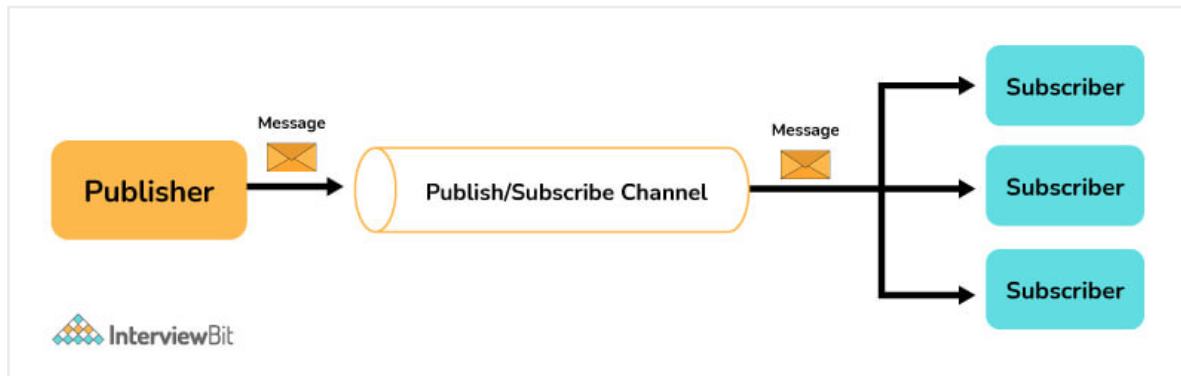 Message
Publisher
Publish/Subscribe Channel
Message
Subscriber
Subscriber
Subscriber
InterviewBit